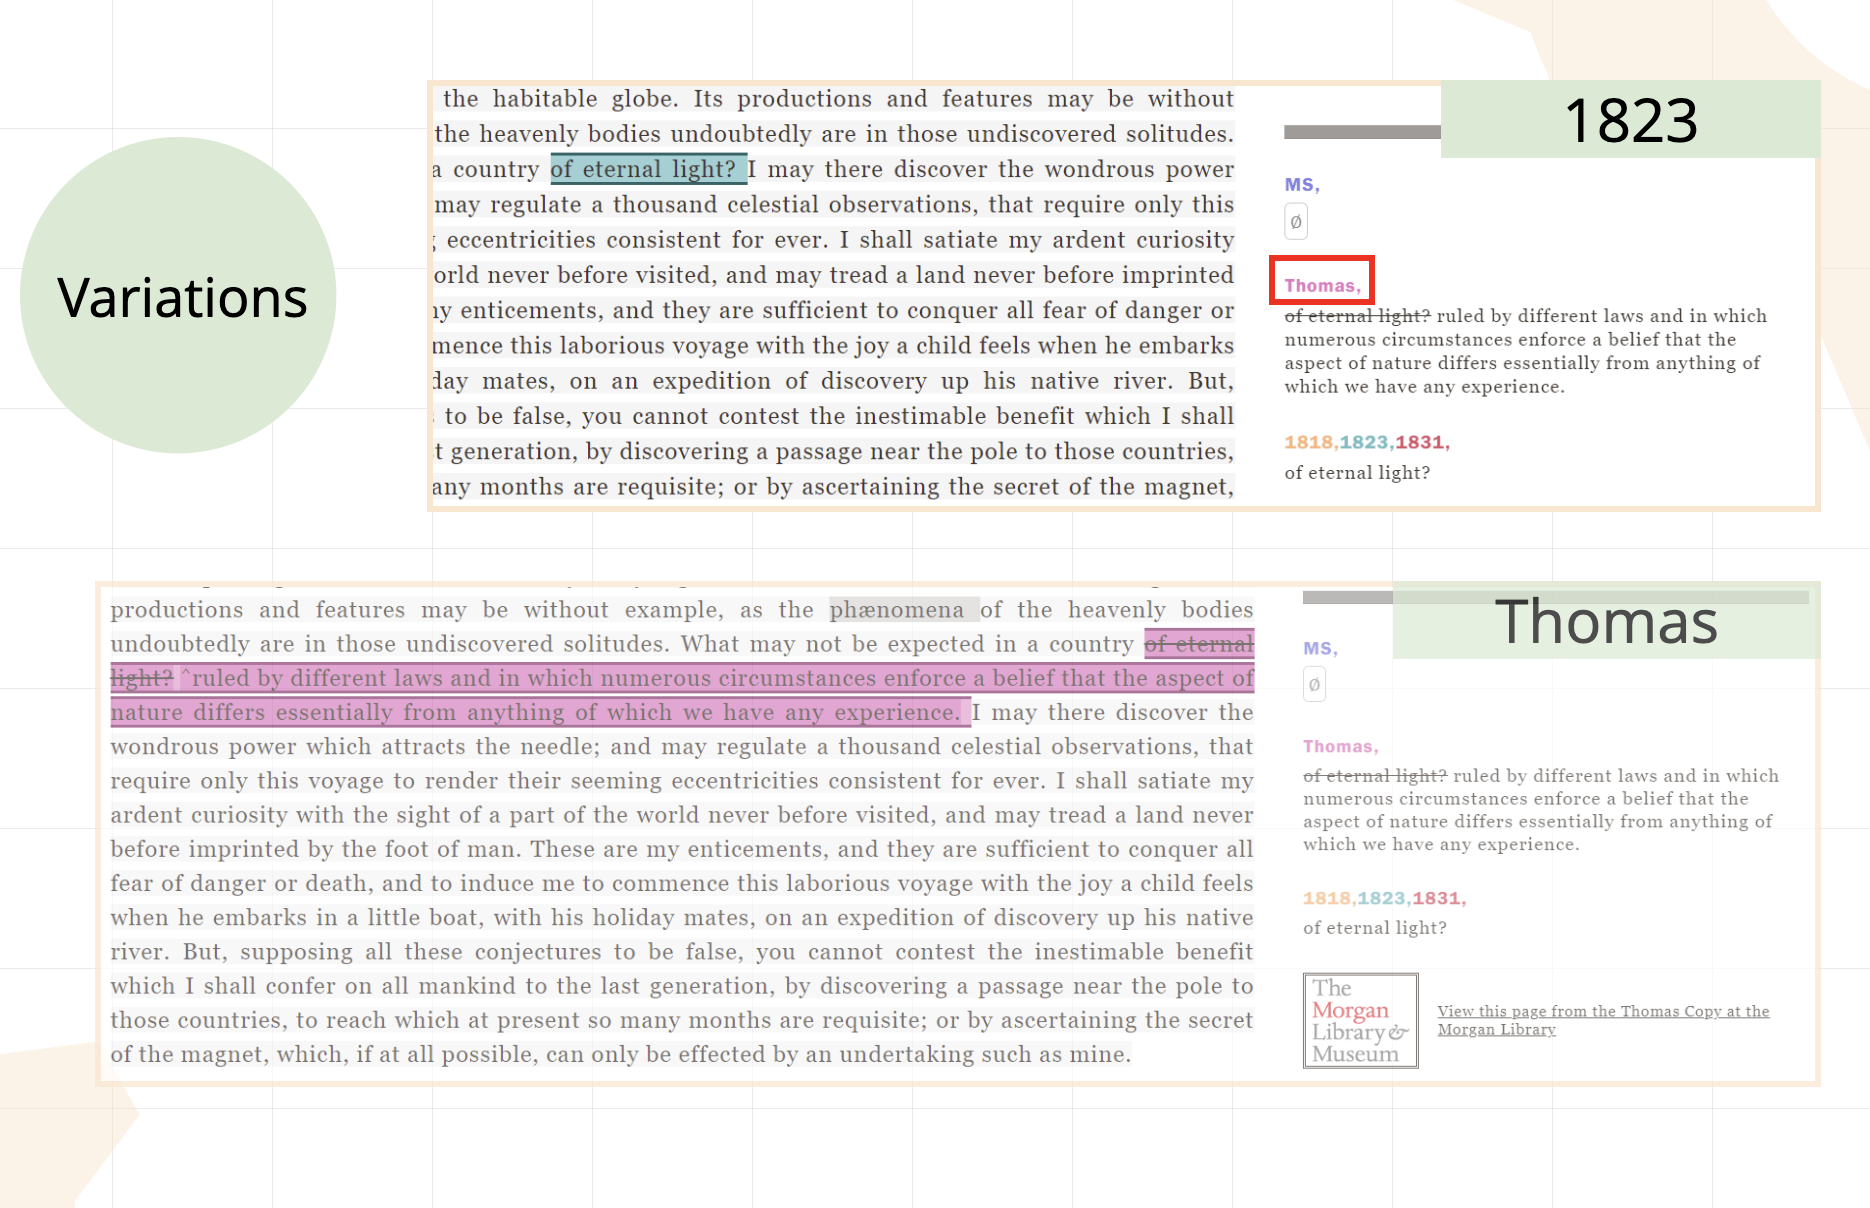 Variations
1823
the habitable globe. Its productions and features may be without
the heavenly bodies undoubtedly are in those undiscovered solitudes.
a country of eternal light? I may there discover the wondrous power
may regulate a thousand celestial observations, that require only this
eccentricities consistent for ever. I shall satiate my ardent curiosity
orld never before visited, and may tread a land never before imprinted
y enticements, and they are sufficient to conquer all fear of danger or
mence this laborious voyage with the joy a child feels when he embarks
day mates, on an expedition of discovery up his native river. But,
to be false, you cannot contest the inestimable benefit which I shall
t generation, by discovering a passage near the pole to those countries,
any months are requisite; or by ascertaining the secret of the magnet,
MS,
Ø
Thomas,
of eternal light? ruled by different laws and in which
numerous circumstances enforce a belief that the
aspect of nature differs essentially from anything of
which we have any experience.
1818,1823,1831,
of eternal light?
Thomas
productions and features may be without example, as the phænomena of the heavenly bodies
undoubtedly are in those undiscovered solitudes. What may not be expected in a country of eternal
light? ^ruled by different laws and in which numerous circumstances enforce a belief that the aspect of
nature differs essentially from anything of which we have any experience. I may there discover the
wondrous power which attracts the needle; and may regulate a thousand celestial observations, that
require only this voyage to render their seeming eccentricities consistent for ever. I shall satiate my
ardent curiosity with the sight of a part of the world never before visited, and may tread a land never
before imprinted by the foot of man. These are my enticements, and they are sufficient to conquer all
fear of danger or death, and to induce me to commence this laborious voyage with the joy a child feels
when he embarks in a little boat, with his holiday mates, on an expedition of discovery up his native
river. But, supposing all these conjectures to be false, you cannot contest the inestimable benefit
which I shall confer on all mankind to the last generation, by discovering a passage near the pole to
those countries, to reach which at present so many months are requisite; or by ascertaining the secret
of the magnet, which, if at all possible, can only be effected by an undertaking such as mine.
MS,
Ø
Thomas,
of eternal light? ruled by different laws and in which
numerous circumstances enforce a belief that the
aspect of nature differs essentially from anything of
which we have any experience.
1818,1823,1831,
of eternal light?
The
Morgan
Library &
Museum
View this page from the Thomas Copy at the
Morgan Library